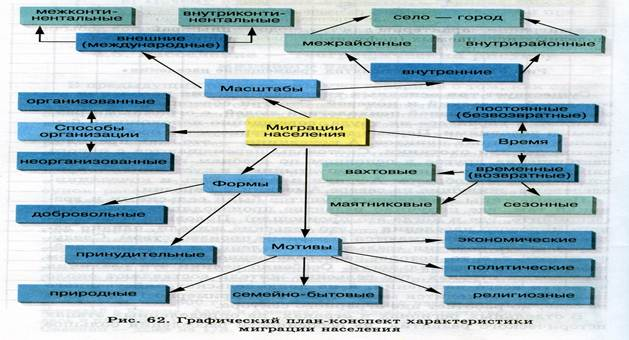 межконти-
нентальные
внутриконти-
нентальные
село — город
внешние
(международные)
межрайонные
внутрирайонные
внутренние
Масштабы
организованные
Способы
организации
неорганизованные
Миграции
населения
постоянные
(безвозвратные)
Время
вахтовые
временные
(возвратные)
маятниковые
сезонные
Формы
добровольные
принудительные
Мотивы
экономические
политические
природные
семейно-бытовые
религиозные
Рис. 62. Графический план-конспект характеристики
миграции населения